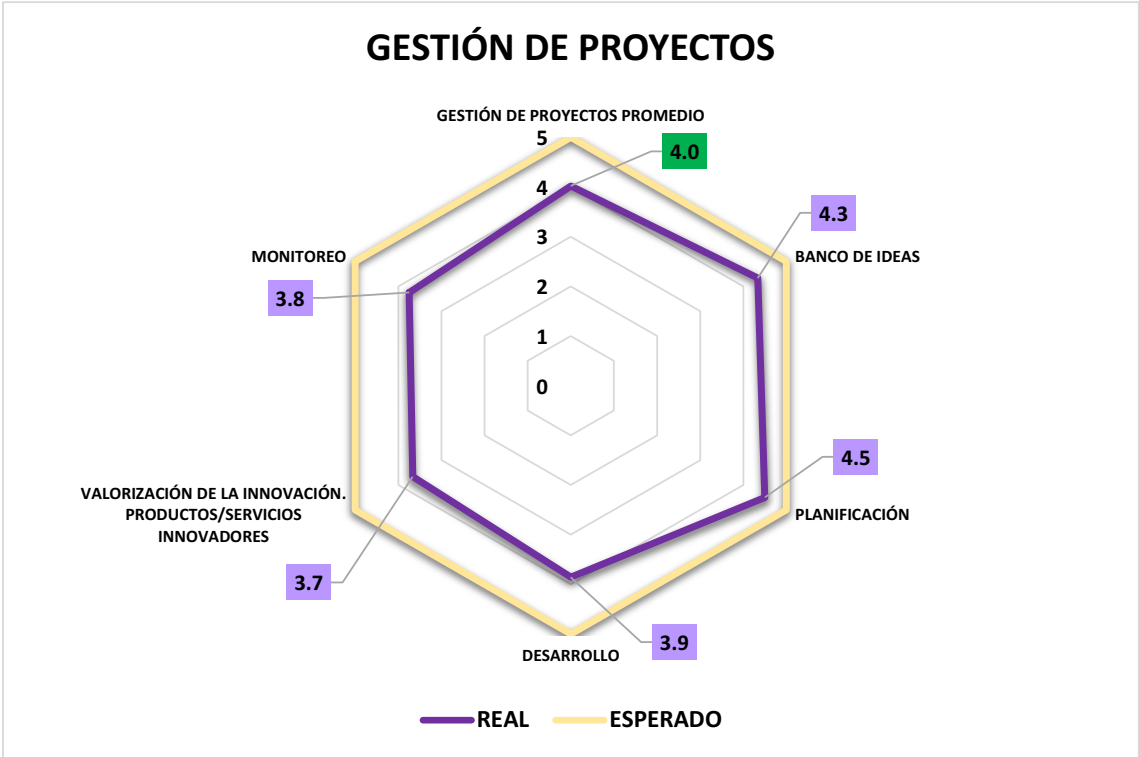 GESTIÓN DE PROYECTOS
GESTIÓN DE PROYECTOS PROMEDIO
5
4.0
4
4.3
3
MONITOREO
BANCO DE IDEAS
3.8
2
1
0
4.5
VALORIZACIÓN DE LA INNOVACIÓN.
PRODUCTOS/SERVICIOS
INNOVADORES
PLANIFICACIÓN
3.7
3.9
DESARROLLO
REAL
ESPERADO